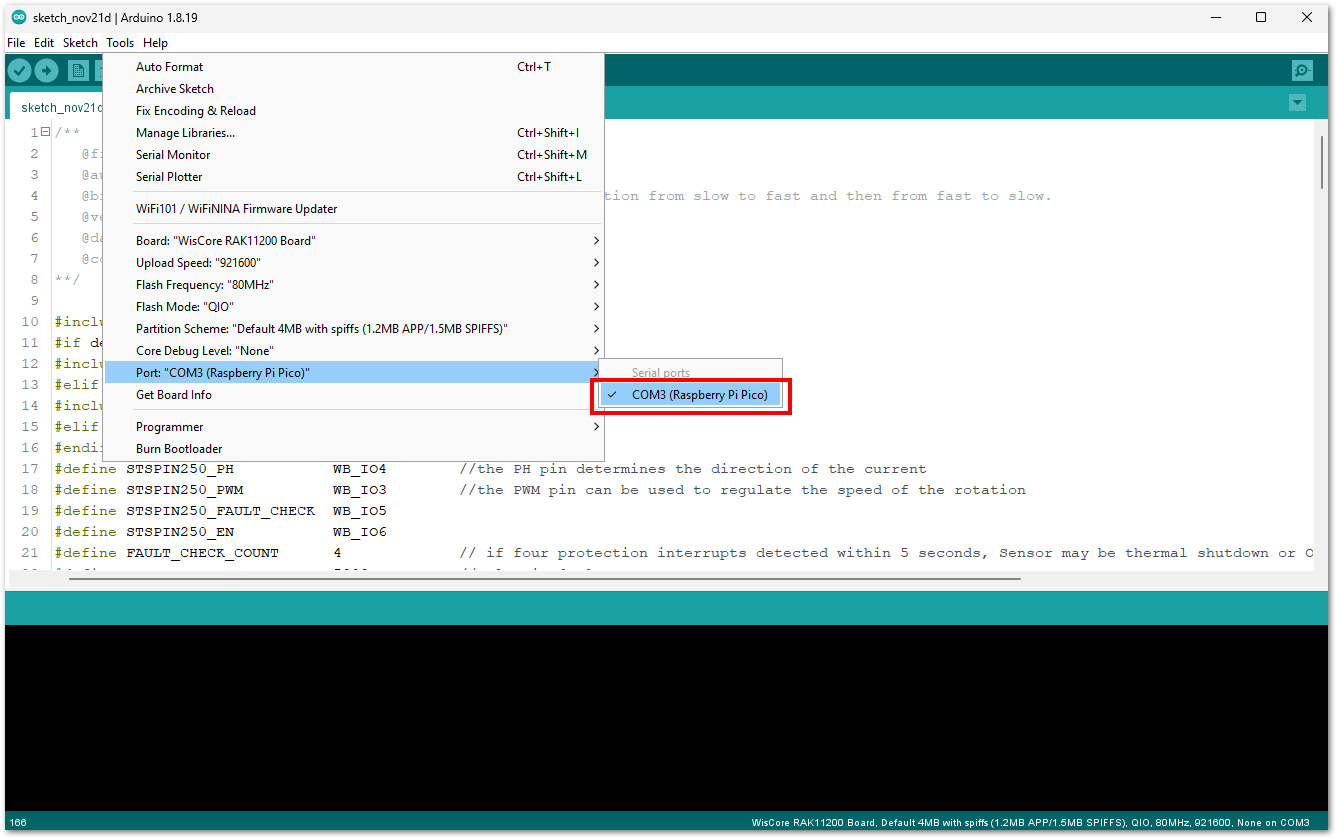 sketch_nov21d | Arduino 1.8.19
File Edit Sketch Tools Help
sketch_nov21d
Auto Format Ctrl+T
Archive Sketch
Fix Encoding & Reload
Manage Libraries... Ctrl+Shift+I
Serial Monitor Ctrl+Shift+M
Serial Plotter Ctrl+Shift+L
WiFi101 / WiFiNINA Firmware Updater
Board: "WisCore RAK11200 Board"
Upload Speed: "921600"
Flash Frequency: "80MHz"
Flash Mode: "QIO"
Partition Scheme: "Default 4MB with spiffs (1.2MB APP/1.5MB SPIFFS)"
Core Debug Level: "None"
Port: "COM3 (Raspberry Pi Pico)"
Get Board Info
Programmer
Burn Bootloader
Serial ports
COM3 (Raspberry Pi Pico)
1 /**
2 @f
3 @a
4 @b tion from slow to fast and then from fast to slow.
5 @ve
6 @da
7 @co
8 **/
9
10 #inclu
11 #if de
12 #inclu
13 #elif
14 #inclu
15 #elif
16 #endi
17 #define STSPIN250_PH WB_IO4 //the PH pin determines the direction of the current
18 #define STSPIN250_PWM WB_IO3 //the PWM pin can be used to regulate the speed of the rotation
19 #define STSPIN250_FAULT_CHECK WB_IO5
20 #define STSPIN250_EN WB_IO6
21 #define FAULT_CHECK_COUNT 4 // if four protection interrupts detected within 5 seconds, Sensor may be thermal shutdown or O
166
WisCore RAK11200 Board, Default 4MB with spiffs (1.2MB APP/1.5MB SPIFFS), QIO, 80MHz, 921600, None on COM3